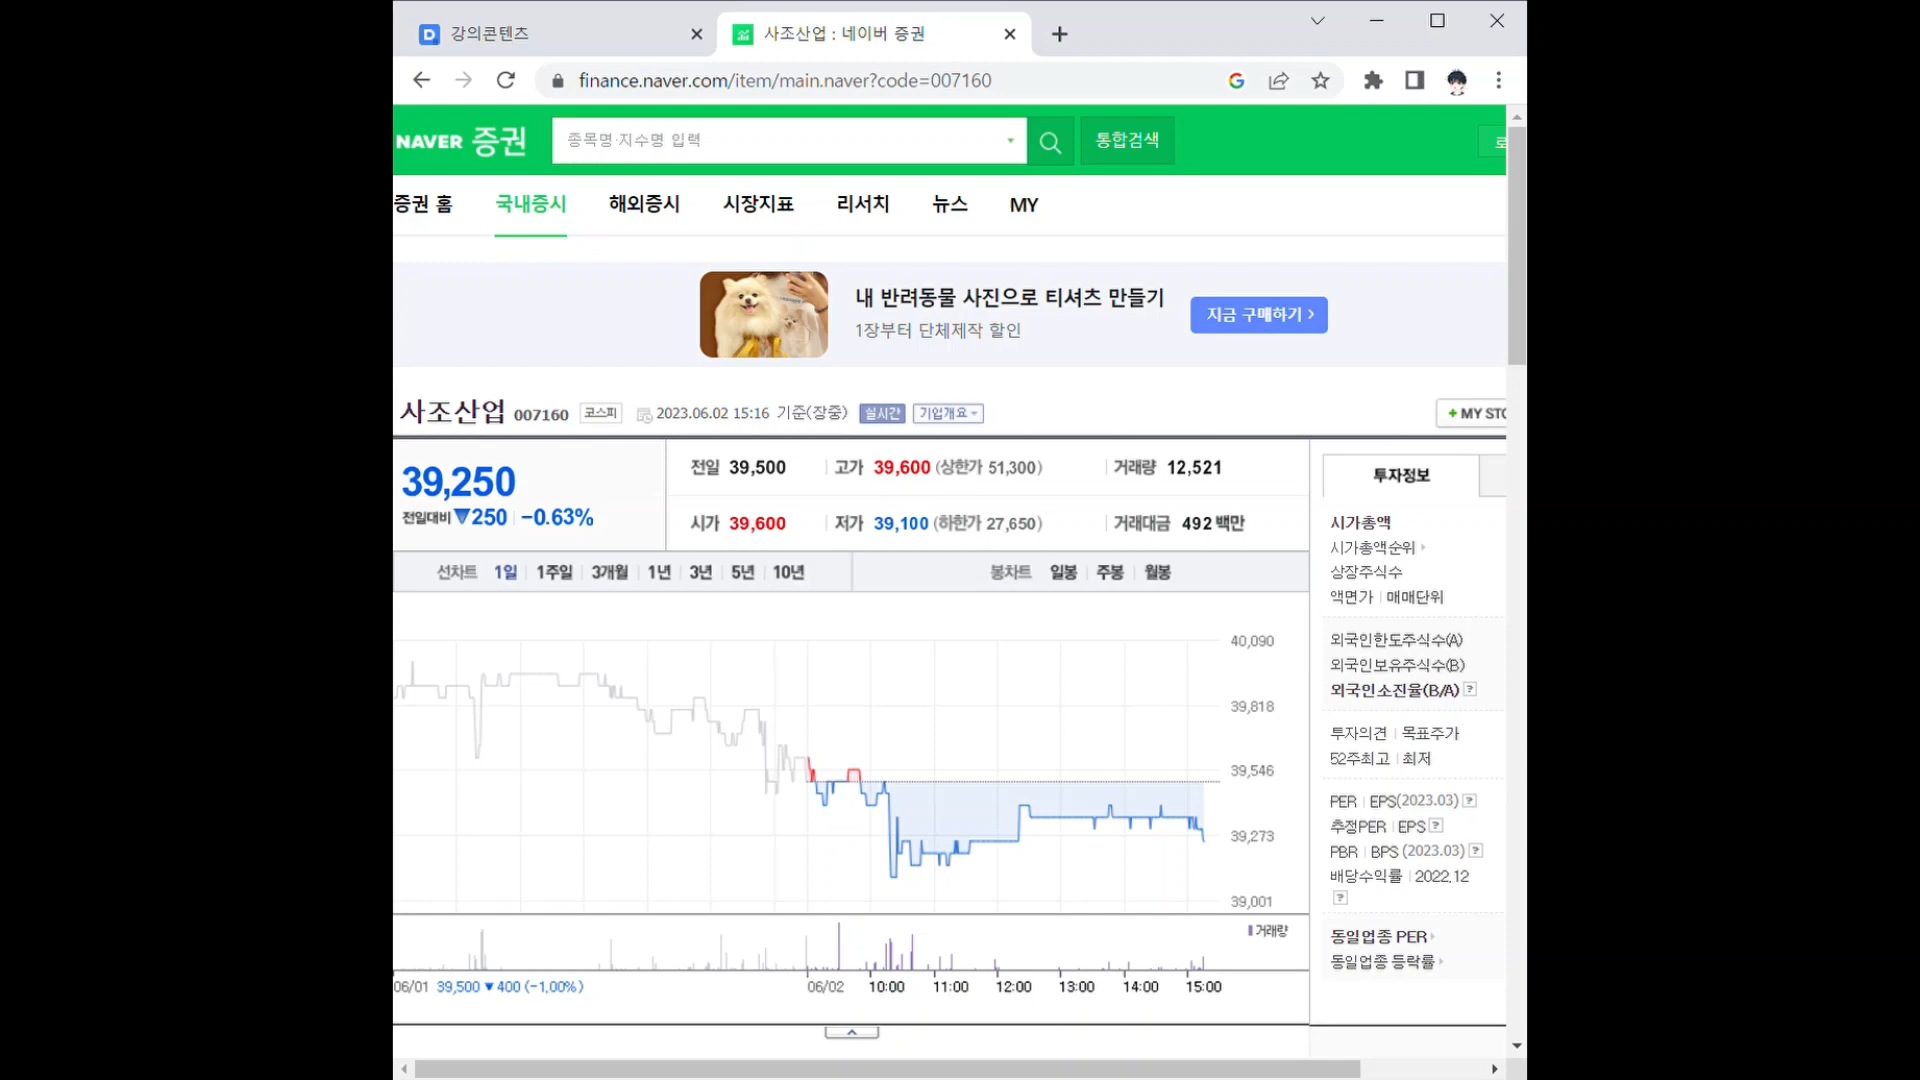 강의콘텐츠
사조산업 : 네이버 증권
finance.naver.com/item/main.naver?code=007160
NAVER 증권
종목명·지수명 입력
통합검색
증권 홈 국내증시 해외증시 시장지표 리서치 뉴스 MY
내 반려동물 사진으로 티셔츠 만들기
1장부터 단체제작 할인
지금 구매하기
사조산업 007160 코스피 2023.06.02 15:16 기준(장중) 실시간 기업개요
+ MY STO
39,250
전일대비 ▼250 | -0.63%
전일 39,500 | 고가 39,600 (상한가 51,300) | 거래량 12,521
시가 39,600 | 저가 39,100 (하한가 27,650) | 거래대금 492 백만
선차트 1일 1주일 3개월 1년 3년 5년 10년
봉차트 일봉 주봉 월봉
40,090
39,818
39,546
39,273
39,001
거래량
06/01 39,500 ▼ 400 (-1.00%)
06/02 10:00 11:00 12:00 13:00 14:00 15:00
투자정보
시가총액
시가총액순위
상장주식수
액면가 | 매매단위
외국인한도주식수(A)
외국인보유주식수(B)
외국인소진율(B/A) ?
투자의견 | 목표주가
52주최고 | 최저
PER | EPS(2023.03) ?
추정PER | EPS ?
PBR | BPS (2023.03) ?
배당수익률 | 2022.12
?
동일업종 PER
동일업종 등락률